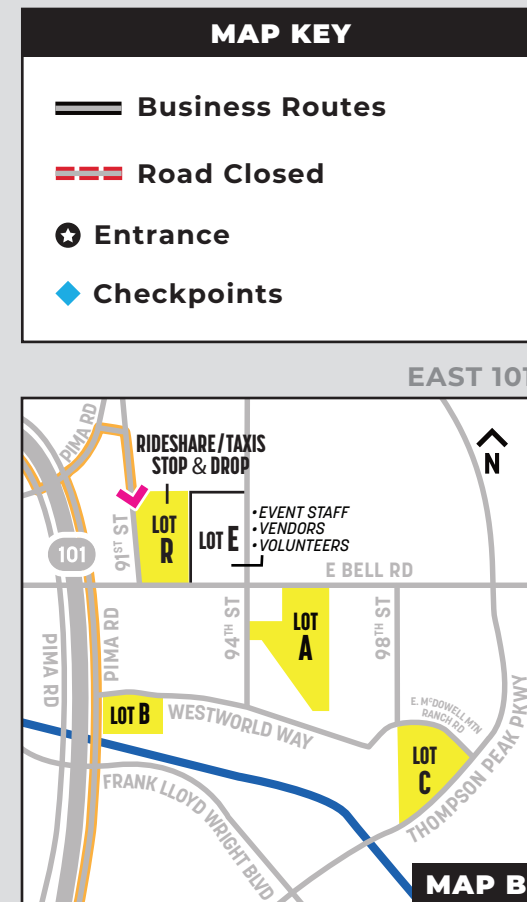 MAP KEY
Business Routes
Road Closed
Entrance
Checkpoints
EAST 101
PIMA RD
RIDESHARE/TAXIS
STOP & DROP
N
91ST ST
LOT
R
LOT E
•EVENT STAFF
•VENDORS
•VOLUNTEERS
101
E BELL RD
PIMA RD
PIMA RD
94TH ST
LOT
A
98TH ST
LOT B
WESTWORLD WAY
E. McDOWELL MTN
RANCH RD
LOT
C
THOMPSON PEAK PKWY
FRANK LLOYD WRIGHT BLVD
MAP B